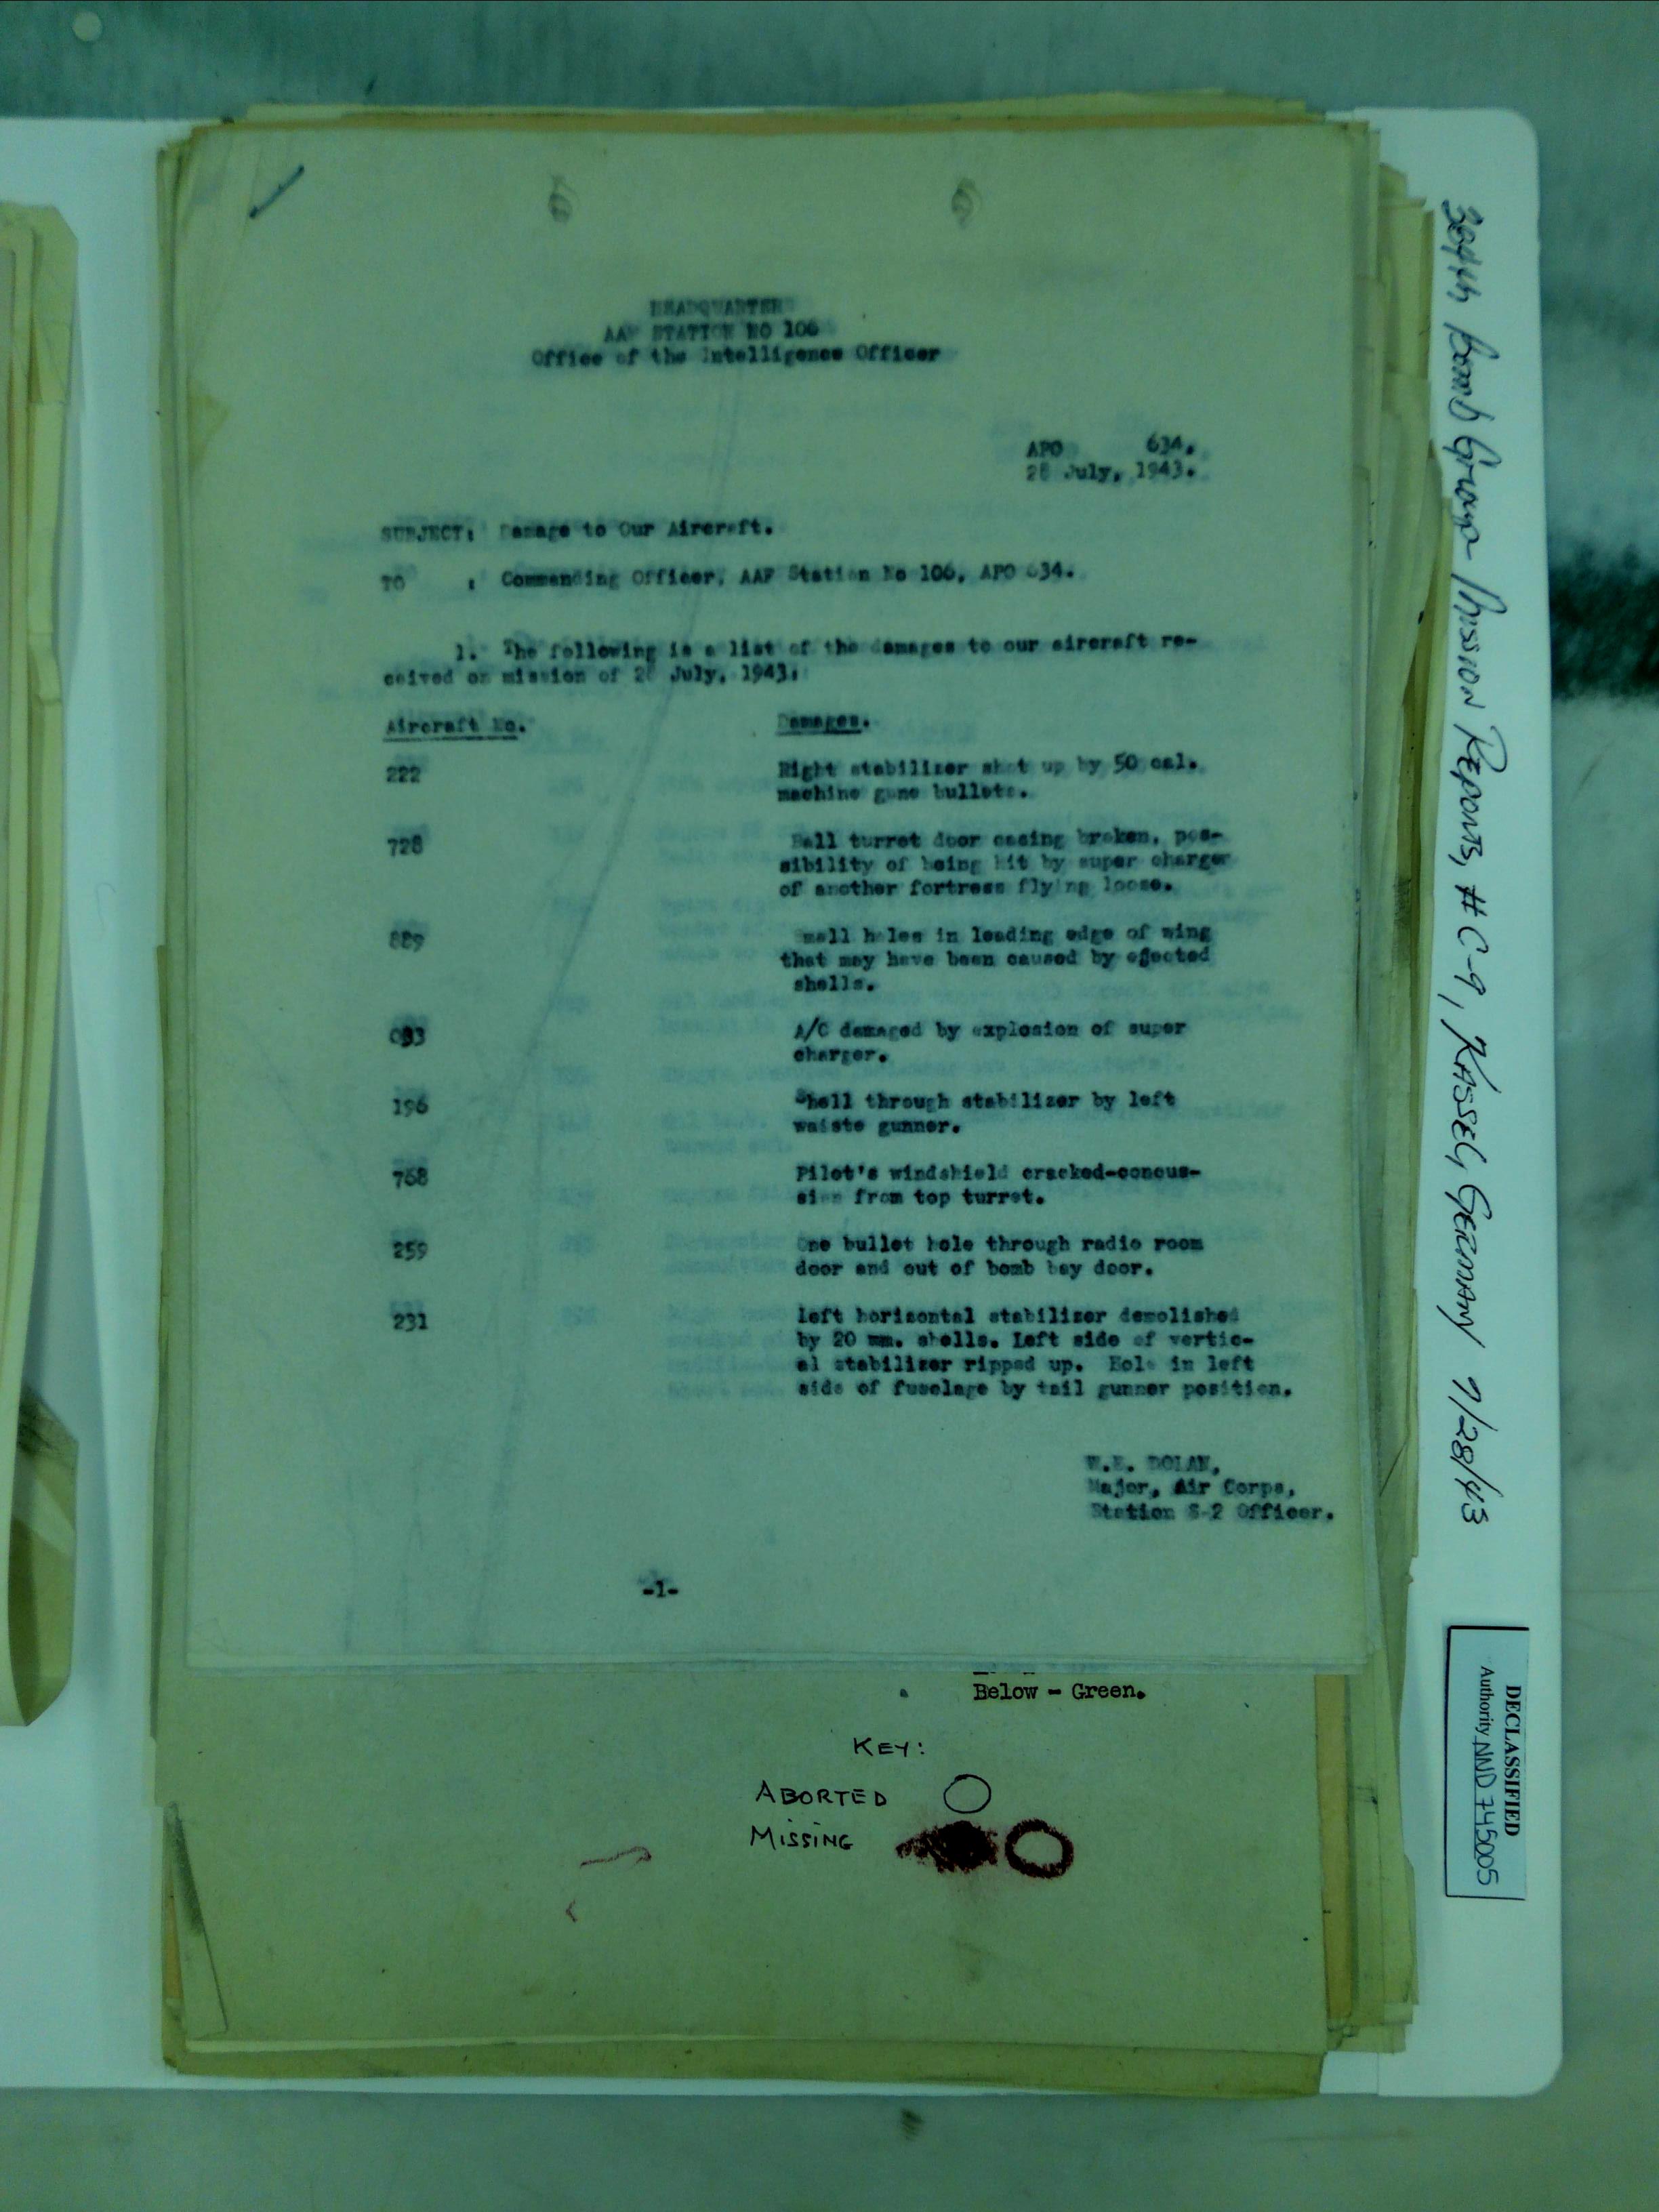 HEADQUARTERS
AAF STATION NO 106
Office of the Intelligence Officer
APO 634.
28 July, 1943.
SUBJECT: Damage to Our Aircraft.
TO : Commanding Officer, AAF Station No 106, APO 634.
1. The following is a list of the damages to our aircraft re-
ceived on mission of 28 July, 1943.
Aircraft No. Damages.
222 Right stabilizer shot up by 50 cal.
machine guns bullets.
728 Ball turret door casing broken, pos-
sibility of being hit by super charger
of another fortress flying loose.
889 Small holes in leading edge of wing
that may have been caused by ejected
shells.
A/C damaged by explosion of super
charger.
196 Shell through stabilizer by left
waiste gunner.
768 Pilot's windshield cracked-concus-
sion from top turret.
259 One bullet hole through radio room
door and out of bomb bay door.
231 Left horizontal stabilizer demolished
by 20 mm. shells. Left side of vertic-
al stabilizer ripped up. Hole in left
side of fuselage by tail gunner position.
W.E. DOLAN,
Major, Air Corps,
Station S-2 Officer.
-1-
Below - Green.
KEY:
ABORTED
MISSING
384th Bomb Group Mission Reports, #C-9, KASSEL, GERMANY 7/28/43
DECLASSIFIED
Authority NND 745005